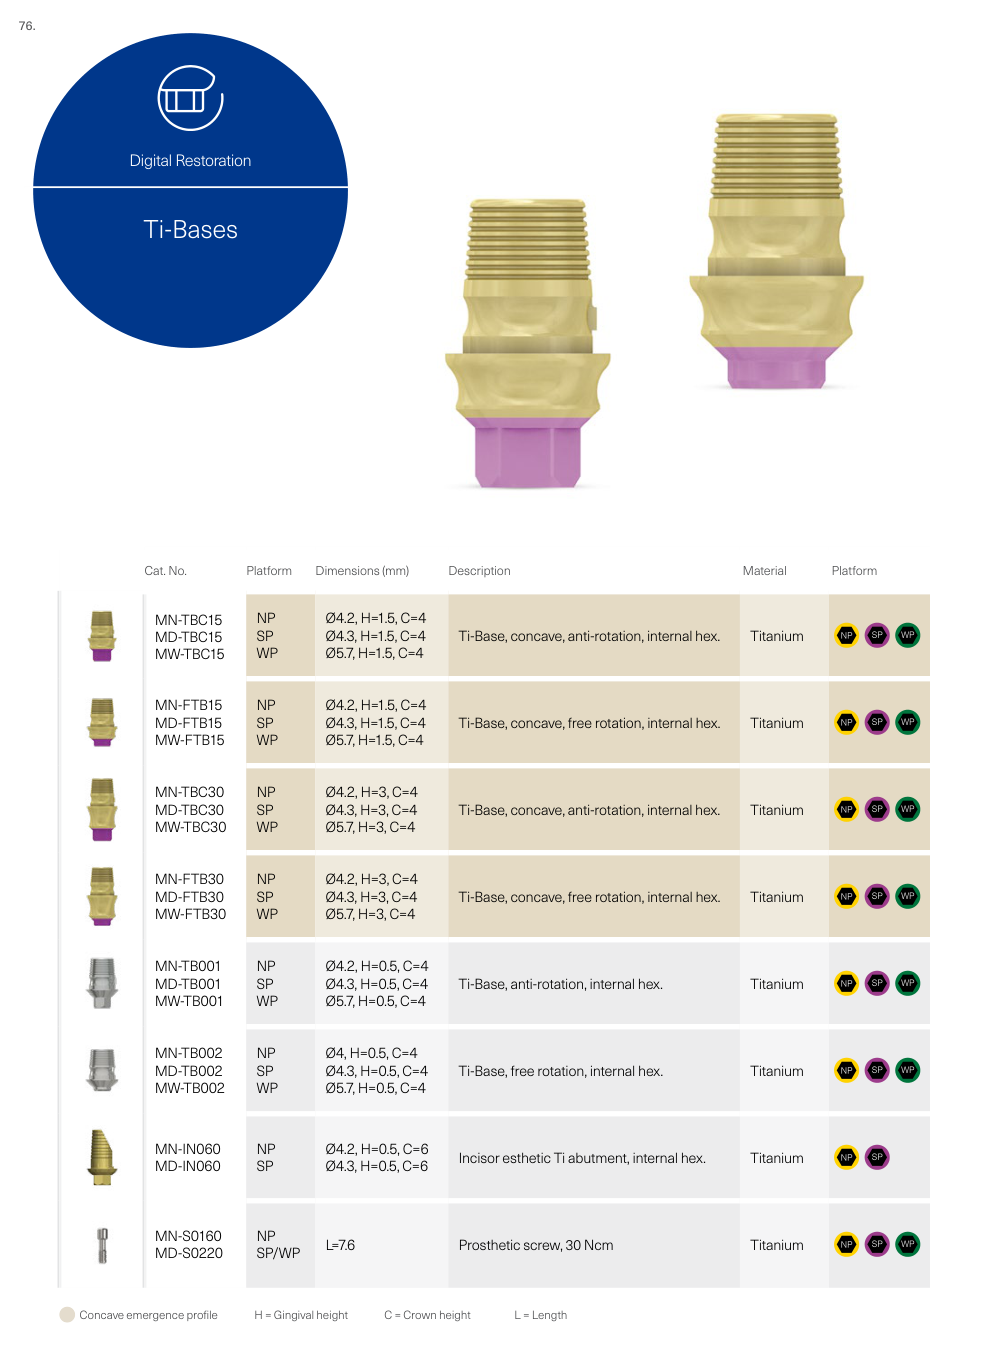 76.
Digital Restoration
Ti-Bases
Cat. No. Platform Dimensions (mm) Description Material Platform
MN-TBC15 NP Ø4.2, H=1.5, C=4
MD-TBC15 SP Ø4.3, H=1.5, C=4 Ti-Base, concave, anti-rotation, internal hex. Titanium NP SP WP
MW-TBC15 WP Ø5.7, H=1.5, C=4
MN-FTB15 NP Ø4.2, H=1.5, C=4
MD-FTB15 SP Ø4.3, H=1.5, C=4 Ti-Base, concave, free rotation, internal hex. Titanium NP SP WP
MW-FTB15 WP Ø5.7, H=1.5, C=4
MN-TBC30 NP Ø4.2, H=3, C=4
MD-TBC30 SP Ø4.3, H=3, C=4 Ti-Base, concave, anti-rotation, internal hex. Titanium NP SP WP
MW-TBC30 WP Ø5.7, H=3, C=4
MN-FTB30 NP Ø4.2, H=3, C=4
MD-FTB30 SP Ø4.3, H=3, C=4 Ti-Base, concave, free rotation, internal hex. Titanium NP SP WP
MW-FTB30 WP Ø5.7, H=3, C=4
MN-TB001 NP Ø4.2, H=0.5, C=4
MD-TB001 SP Ø4.3, H=0.5, C=4 Ti-Base, anti-rotation, internal hex. Titanium NP SP WP
MW-TB001 WP Ø5.7, H=0.5, C=4
MN-TB002 NP Ø4, H=0.5, C=4
MD-TB002 SP Ø4.3, H=0.5, C=4 Ti-Base, free rotation, internal hex. Titanium NP SP WP
MW-TB002 WP Ø5.7, H=0.5, C=4
MN-IN060 NP Ø4.2, H=0.5, C=6
MD-IN060 SP Ø4.3, H=0.5, C=6 Incisor esthetic Ti abutment, internal hex. Titanium NP SP
MN-S0160 NP
MD-S0220 SP/WP L=7.6 Prosthetic screw, 30 Ncm Titanium NP SP WP
Concave emergence profile H = Gingival height C = Crown height L = Length